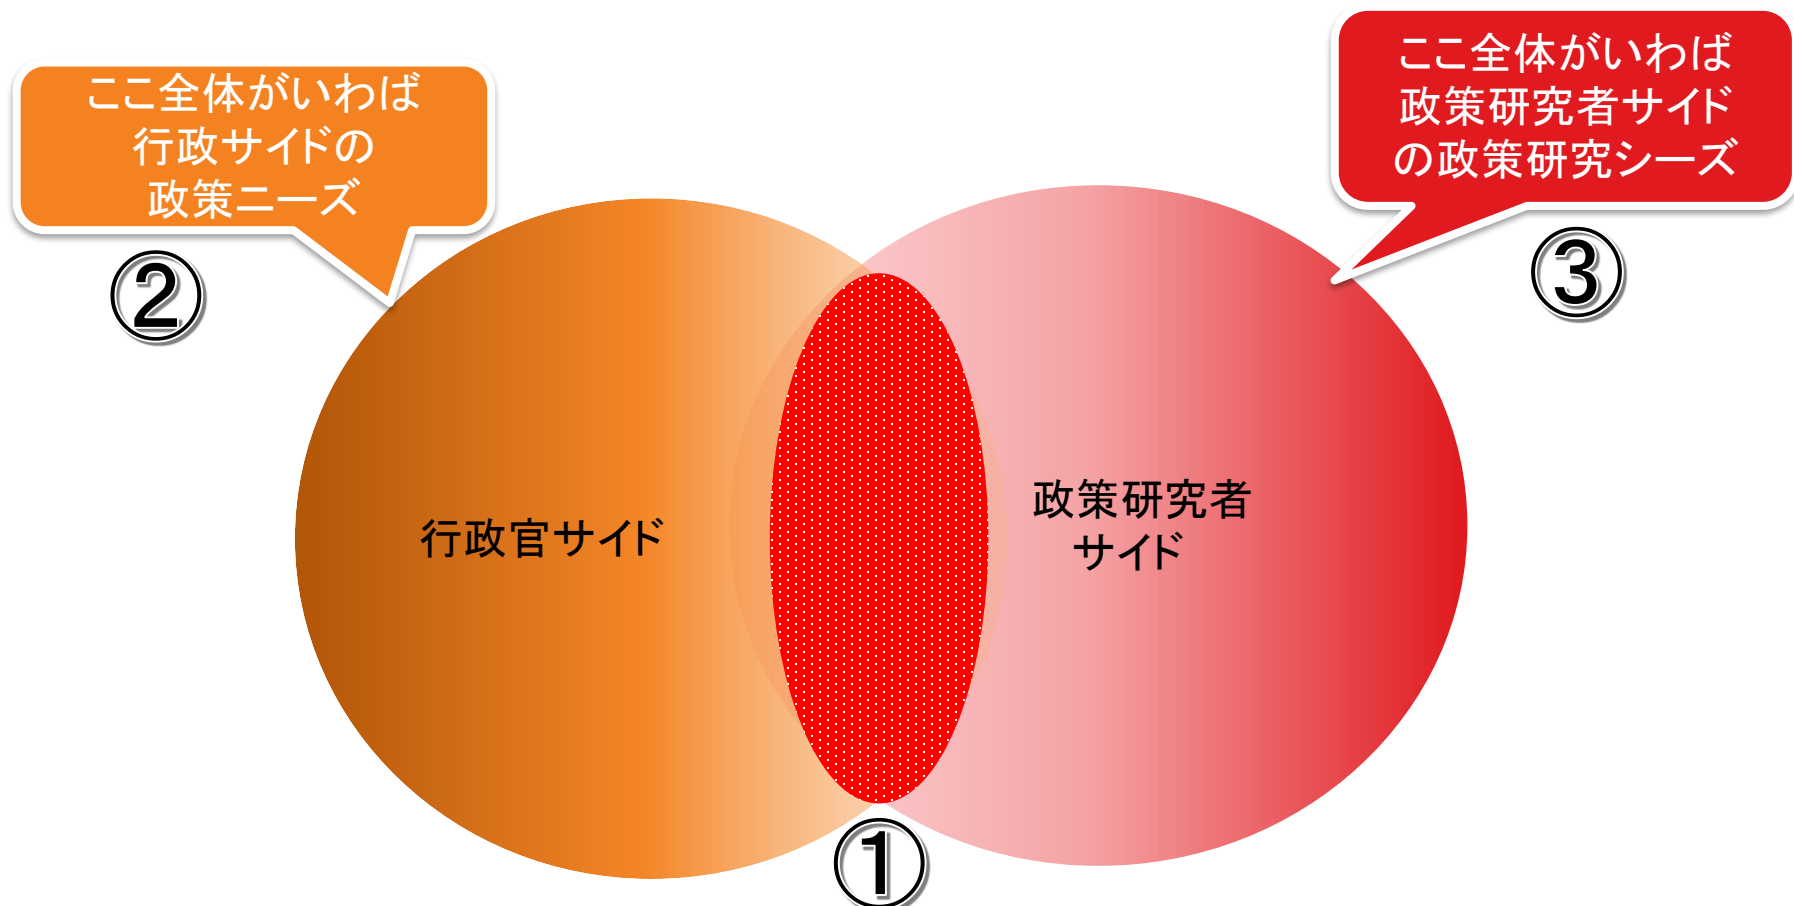 ここ全体がいわば
行政サイドの
政策ニーズ
②
ここ全体がいわば
政策研究者サイド
の政策研究シーズ
③
行政官サイド
政策研究者
サイド
①